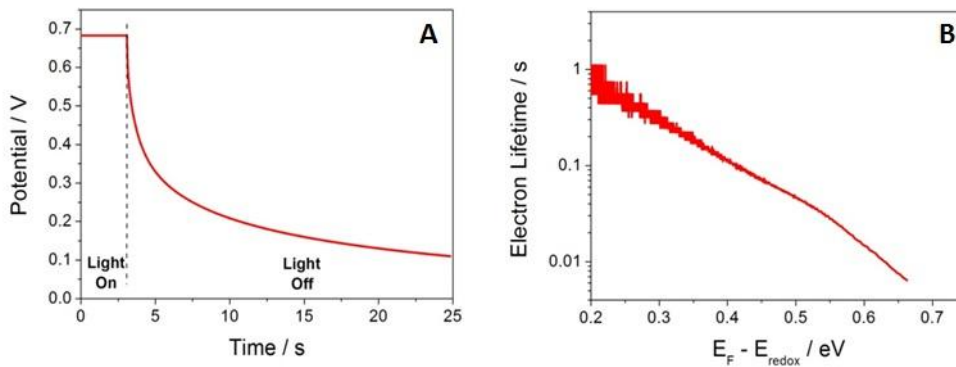 A
Potential / V
0.7
0.6
0.5
0.4
0.3
0.2
0.1
0.0
Light
On
Light
Off
0 5 10 15 20 25
Time / s
B
Electron Lifetime / s
1
0.1
0.01
0.2 0.3 0.4 0.5 0.6 0.7
E_F - E_redox / eV